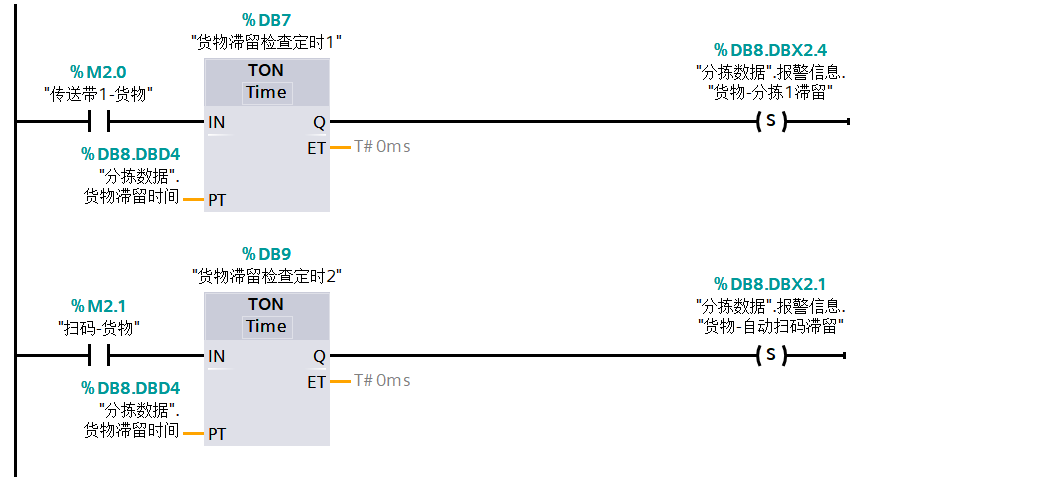 %DB7
"货物滞留检查定时1"
%DB8.DBX2.4
"分拣数据".报警信息.
"货物-分拣1滞留"
%M2.0
"传送带1-货物"
TON
Time
IN
Q
S
ET
T#0ms
%DB8.DBD4
"分拣数据".
货物滞留时间
PT
%DB9
"货物滞留检查定时2"
%DB8.DBX2.1
"分拣数据".报警信息.
"货物-自动扫码滞留"
%M2.1
"扫码-货物"
TON
Time
IN
Q
S
ET
T#0ms
%DB8.DBD4
"分拣数据".
货物滞留时间
PT